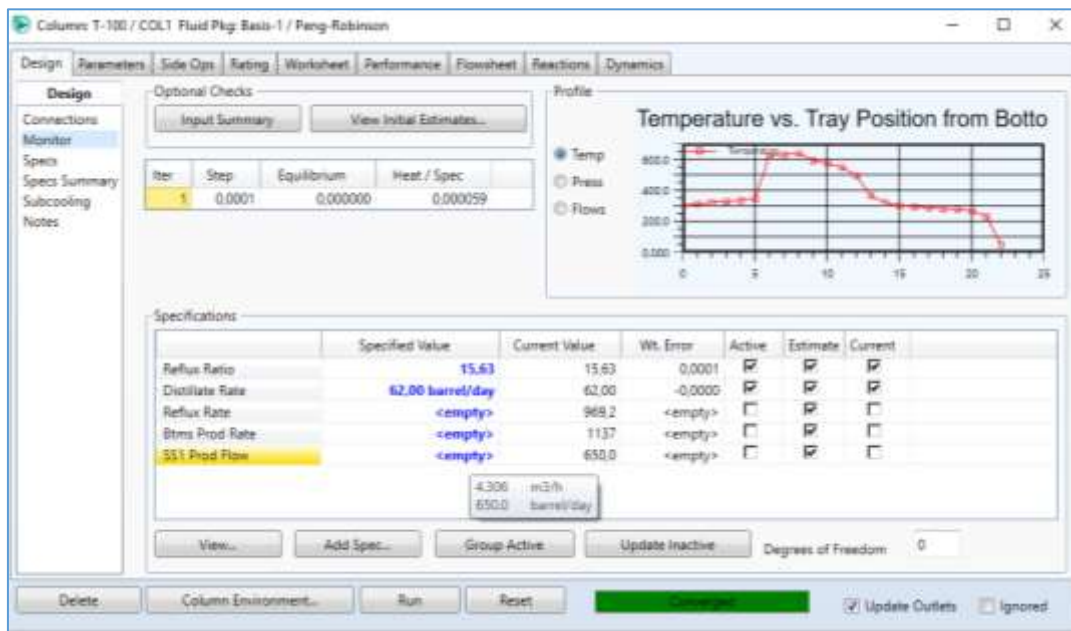 Column: T-100 / COL1 Fluid Pkg: Basis-1 / Peng-Robinson
Design Parameters Side Ops Rating Worksheet Performance Flowsheet Reactions Dynamics
Design
Connections
Monitor
Specs
Specs Summary
Subcooling
Notes
Optional Checks
Input Summary View Initial Estimates...
Iter Step Equilibrium Heat / Spec
1 0,0001 0,000000 0,000059
Profile
Temp
Press
Flows
Temperature vs. Tray Position from Botto
600.0
400.0
200.0
0.000
0 5 10 15 20 25
Specifications
Specified Value Current Value Wt. Error Active Estimate Current
Reflux Ratio 15,63 15,63 0,0001
Distillate Rate 62,00 barrel/day 62,00 -0,0000
Reflux Rate <empty> 969,2 <empty>
Btms Prod Rate <empty> 1137 <empty>
SS1 Prod Flow <empty> 650,0 <empty>
4.306 m3/h
650.0 barrel/day
View... Add Spec... Group Active Update Inactive Degrees of Freedom 0
Delete Column Environment... Run Reset Converged Update Outlets Ignored